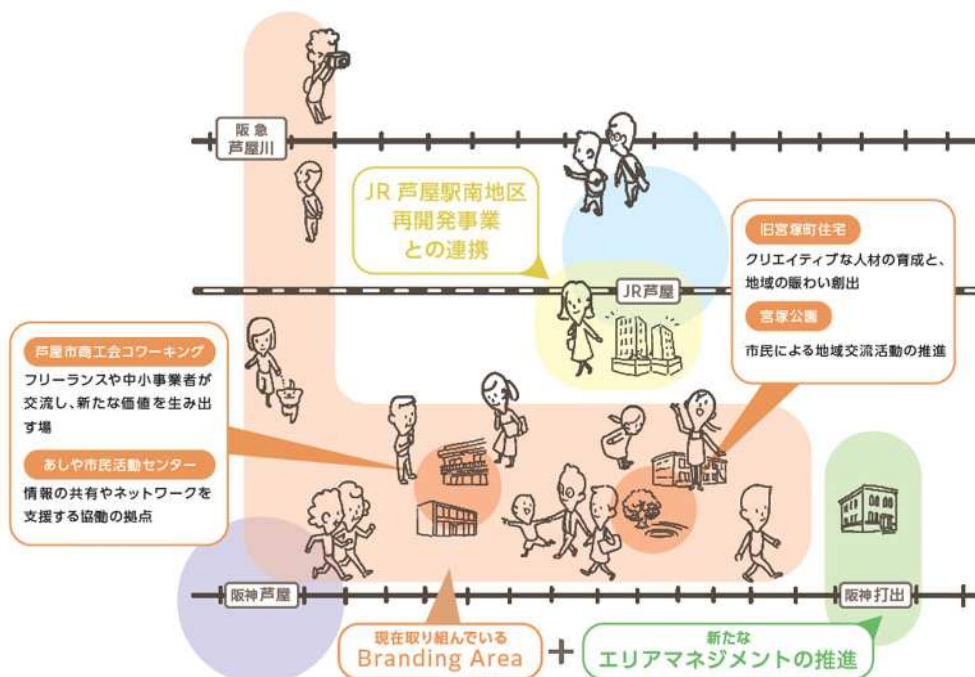 阪急
芦屋川
JR 芦屋駅南地区
再開発事業
との連携
旧宮塚町住宅
クリエイティブな人材の育成と、
地域の賑わい創出
宮塚公園
市民による地域交流活動の推進
JR芦屋
芦屋市商工会コワーキング
フリーランスや中小事業者が
交流し、新たな価値を生み出
す場
あしや市民活動センター
情報の共有やネットワークを
支援する協働の拠点
阪神芦屋
阪神打出
現在取り組んでいる
Branding Area
+
新たな
エリアマネジメントの推進